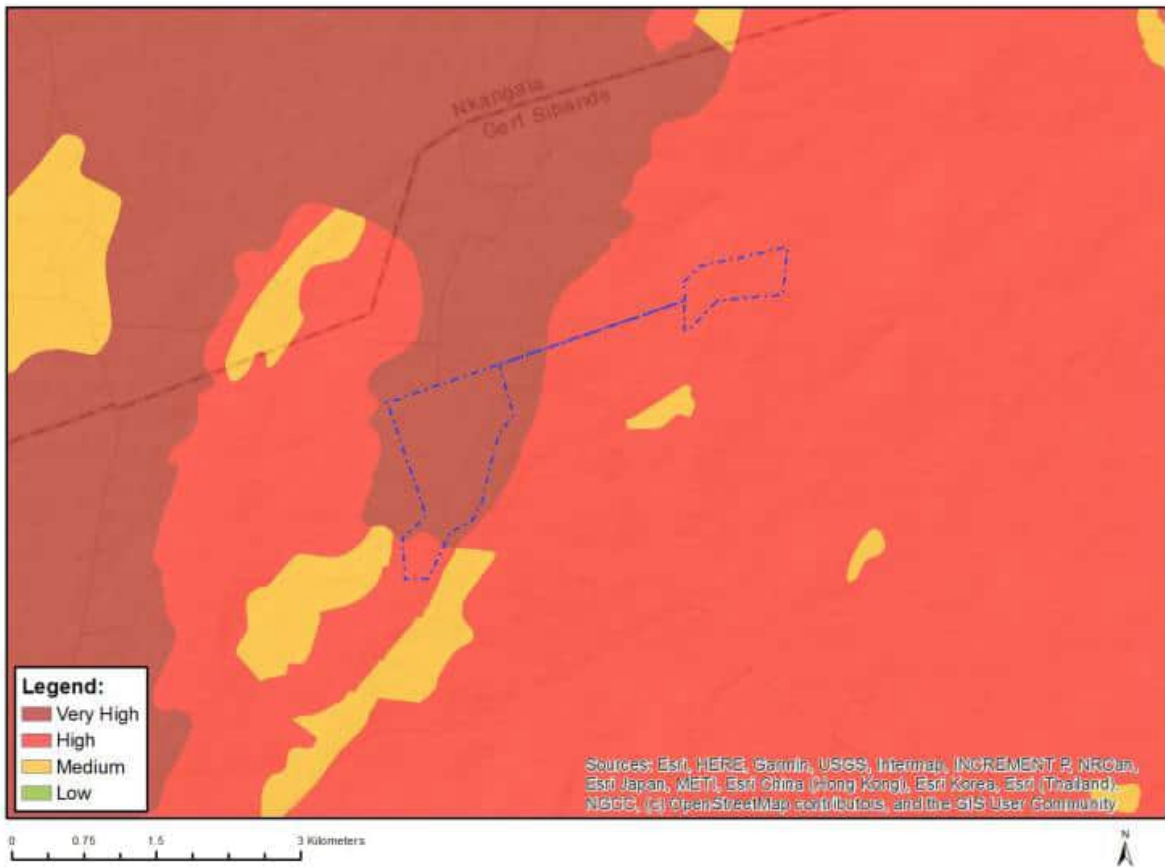 Nkangala
Gert Sibande
Legend:
Very High
High
Medium
Low
Sources: Esri, HERE, Garmin, USGS, Intermap, INCREMENT P, NRCan,
Esri Japan, METI, Esri China (Hong Kong), Esri Korea, Esri (Thailand),
NGCC, (c) OpenStreetMap contributors, and the GIS User Community
0 0.75 1.5 3 Kilometers
N